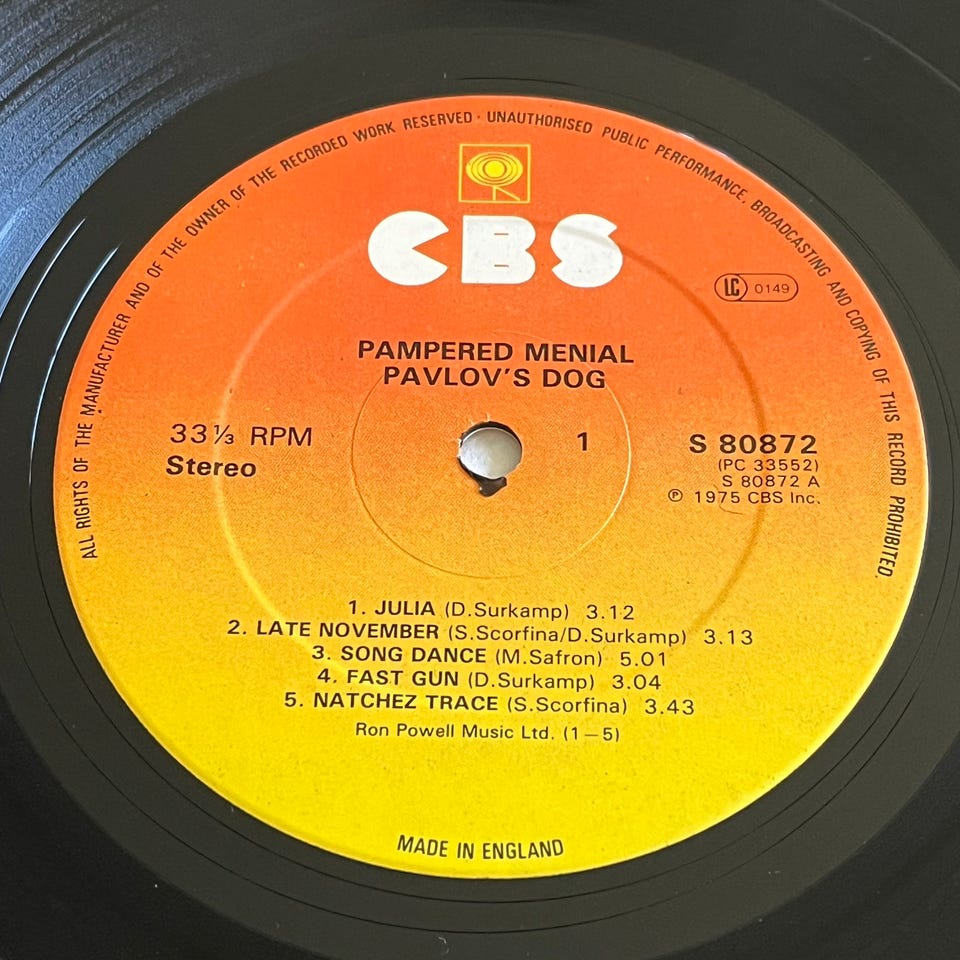 ALL RIGHTS OF THE MANUFACTURER AND OF THE OWNER OF THE RECORDED WORK RESERVED · UNAUTHORISED PUBLIC PERFORMANCE, BROADCASTING AND COPYING OF THIS RECORD PROHIBITED.
CBS
LC 0149
PAMPERED MENIAL
PAVLOV'S DOG
33⅓ RPM
Stereo
1
S 80872
(PC 33552)
S 80872 A
℗ 1975 CBS Inc.
1. JULIA (D.Surkamp) 3.12
2. LATE NOVEMBER (S.Scorfina/D.Surkamp) 3.13
3. SONG DANCE (M.Safron) 5.01
4. FAST GUN (D.Surkamp) 3.04
5. NATCHEZ TRACE (S.Scorfina) 3.43
Ron Powell Music Ltd. (1–5)
MADE IN ENGLAND